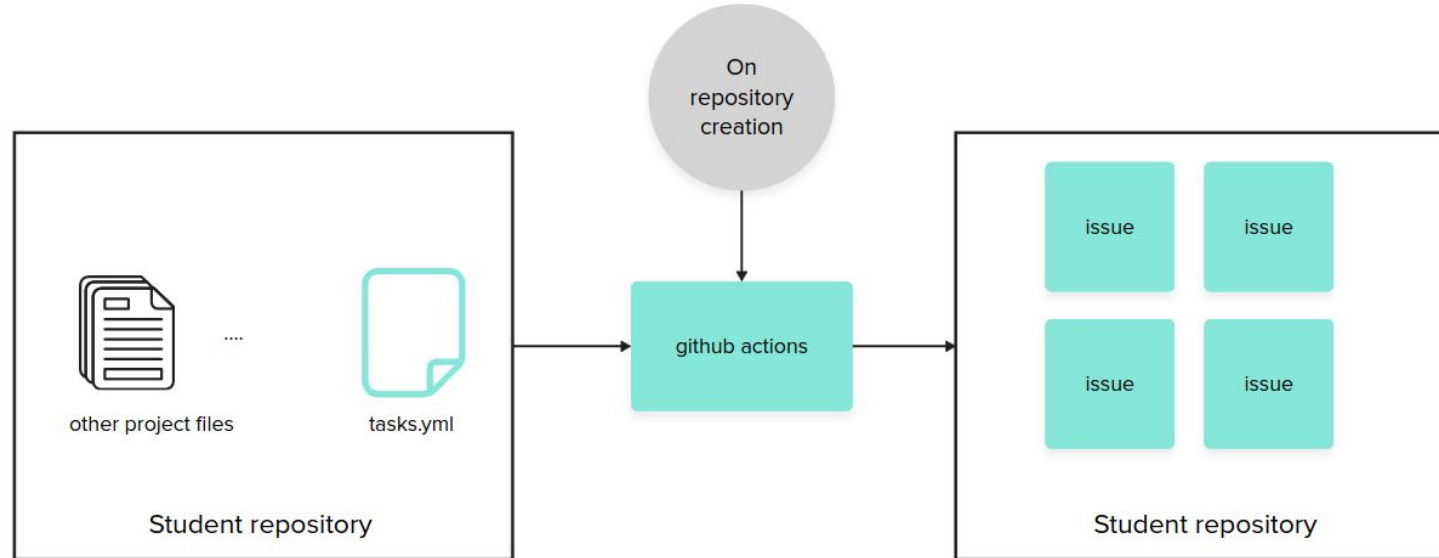 On
repository
creation
....
other project files
tasks.yml
Student repository
github actions
issue
issue
issue
issue
Student repository